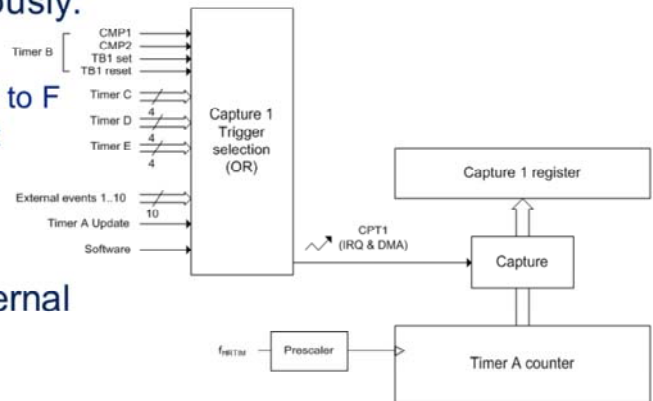 ously.
to F
ernal
Timer B
CMP1
CMP2
TB1 set
TB1 reset
Timer C
4
Timer D
4
Timer E
4
External events 1..10
10
Timer A Update
Software
Capture 1
Trigger
selection
(OR)
CPT1
(IRQ & DMA)
Capture 1 register
Capture
fHRTIM
Prescaler
Timer A counter